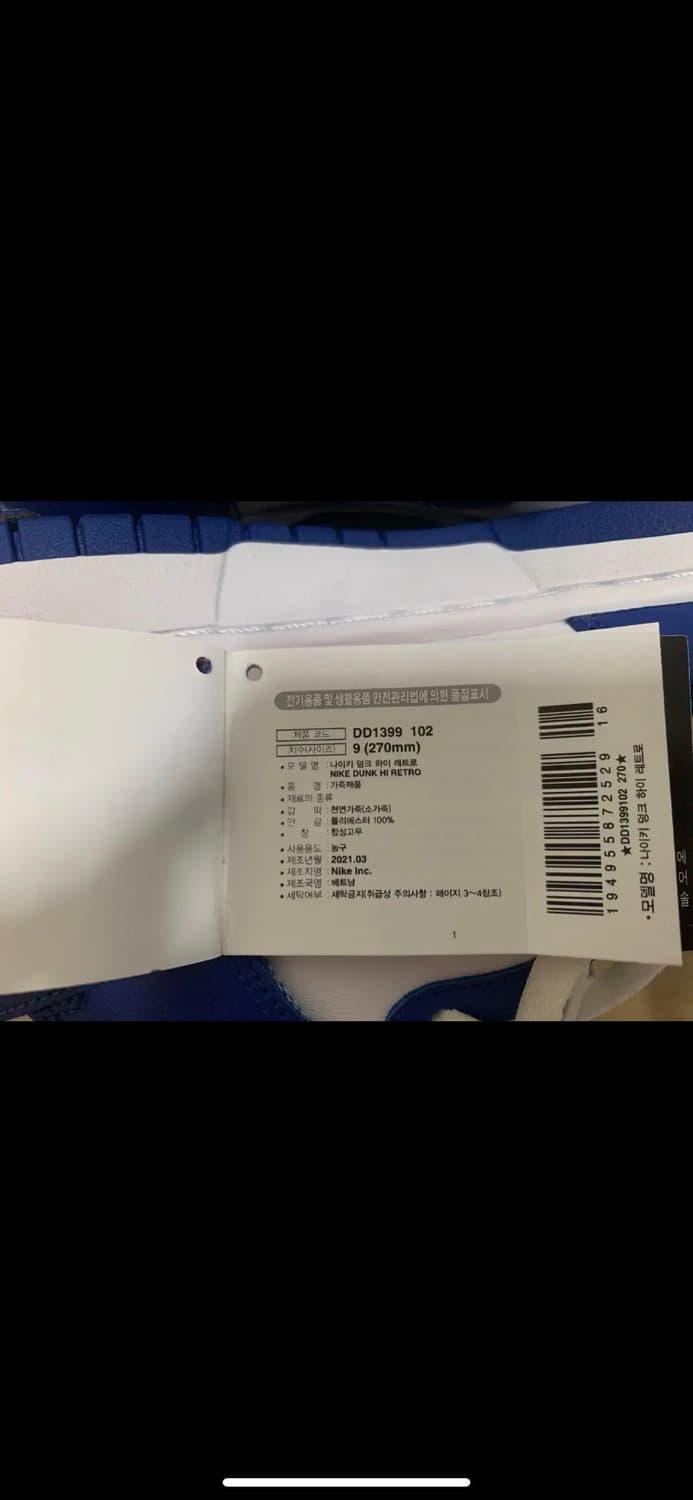 전기용품 및 생활용품 안전관리법에 의한 품질표시
제품 코드 DD1399 102
치수(사이즈) 9 (270mm)
• 모 델 명 : 나이키 덩크 하이 레트로
NIKE DUNK HI RETRO
• 품 명 : 가죽제품
• 재료의 종류
• 갑 피 : 천연가죽(소가죽)
• 안 감 : 폴리에스터 100%
• 창 : 합성고무
• 사용용도 : 농구
• 제조년월 : 2021.03
• 제조자명 : Nike Inc.
• 제조국명 : 베트남
• 세탁여부 : 세탁금지(취급상 주의사항 : 페이지 3~4참조)
1
194955872529 16
★DD1399102 270★
•모델명 : 나이키 덩크 하이 레트로
에어 솔